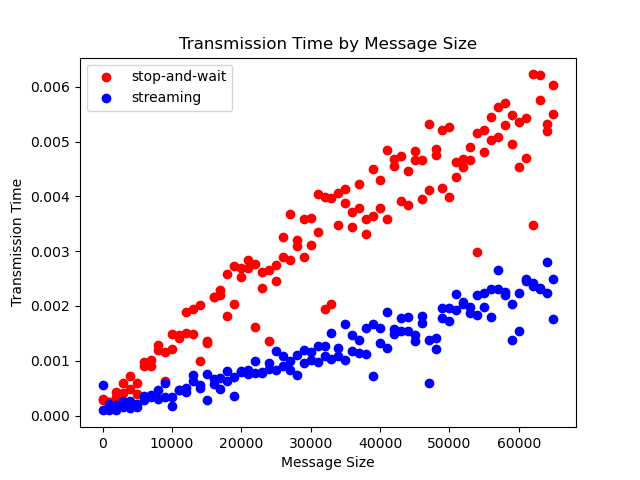 Transmission Time by Message Size
stop-and-wait
streaming
0.006
0.005
0.004
0.003
0.002
0.001
0.000
Transmission Time
0
10000
20000
30000
40000
50000
60000
Message Size